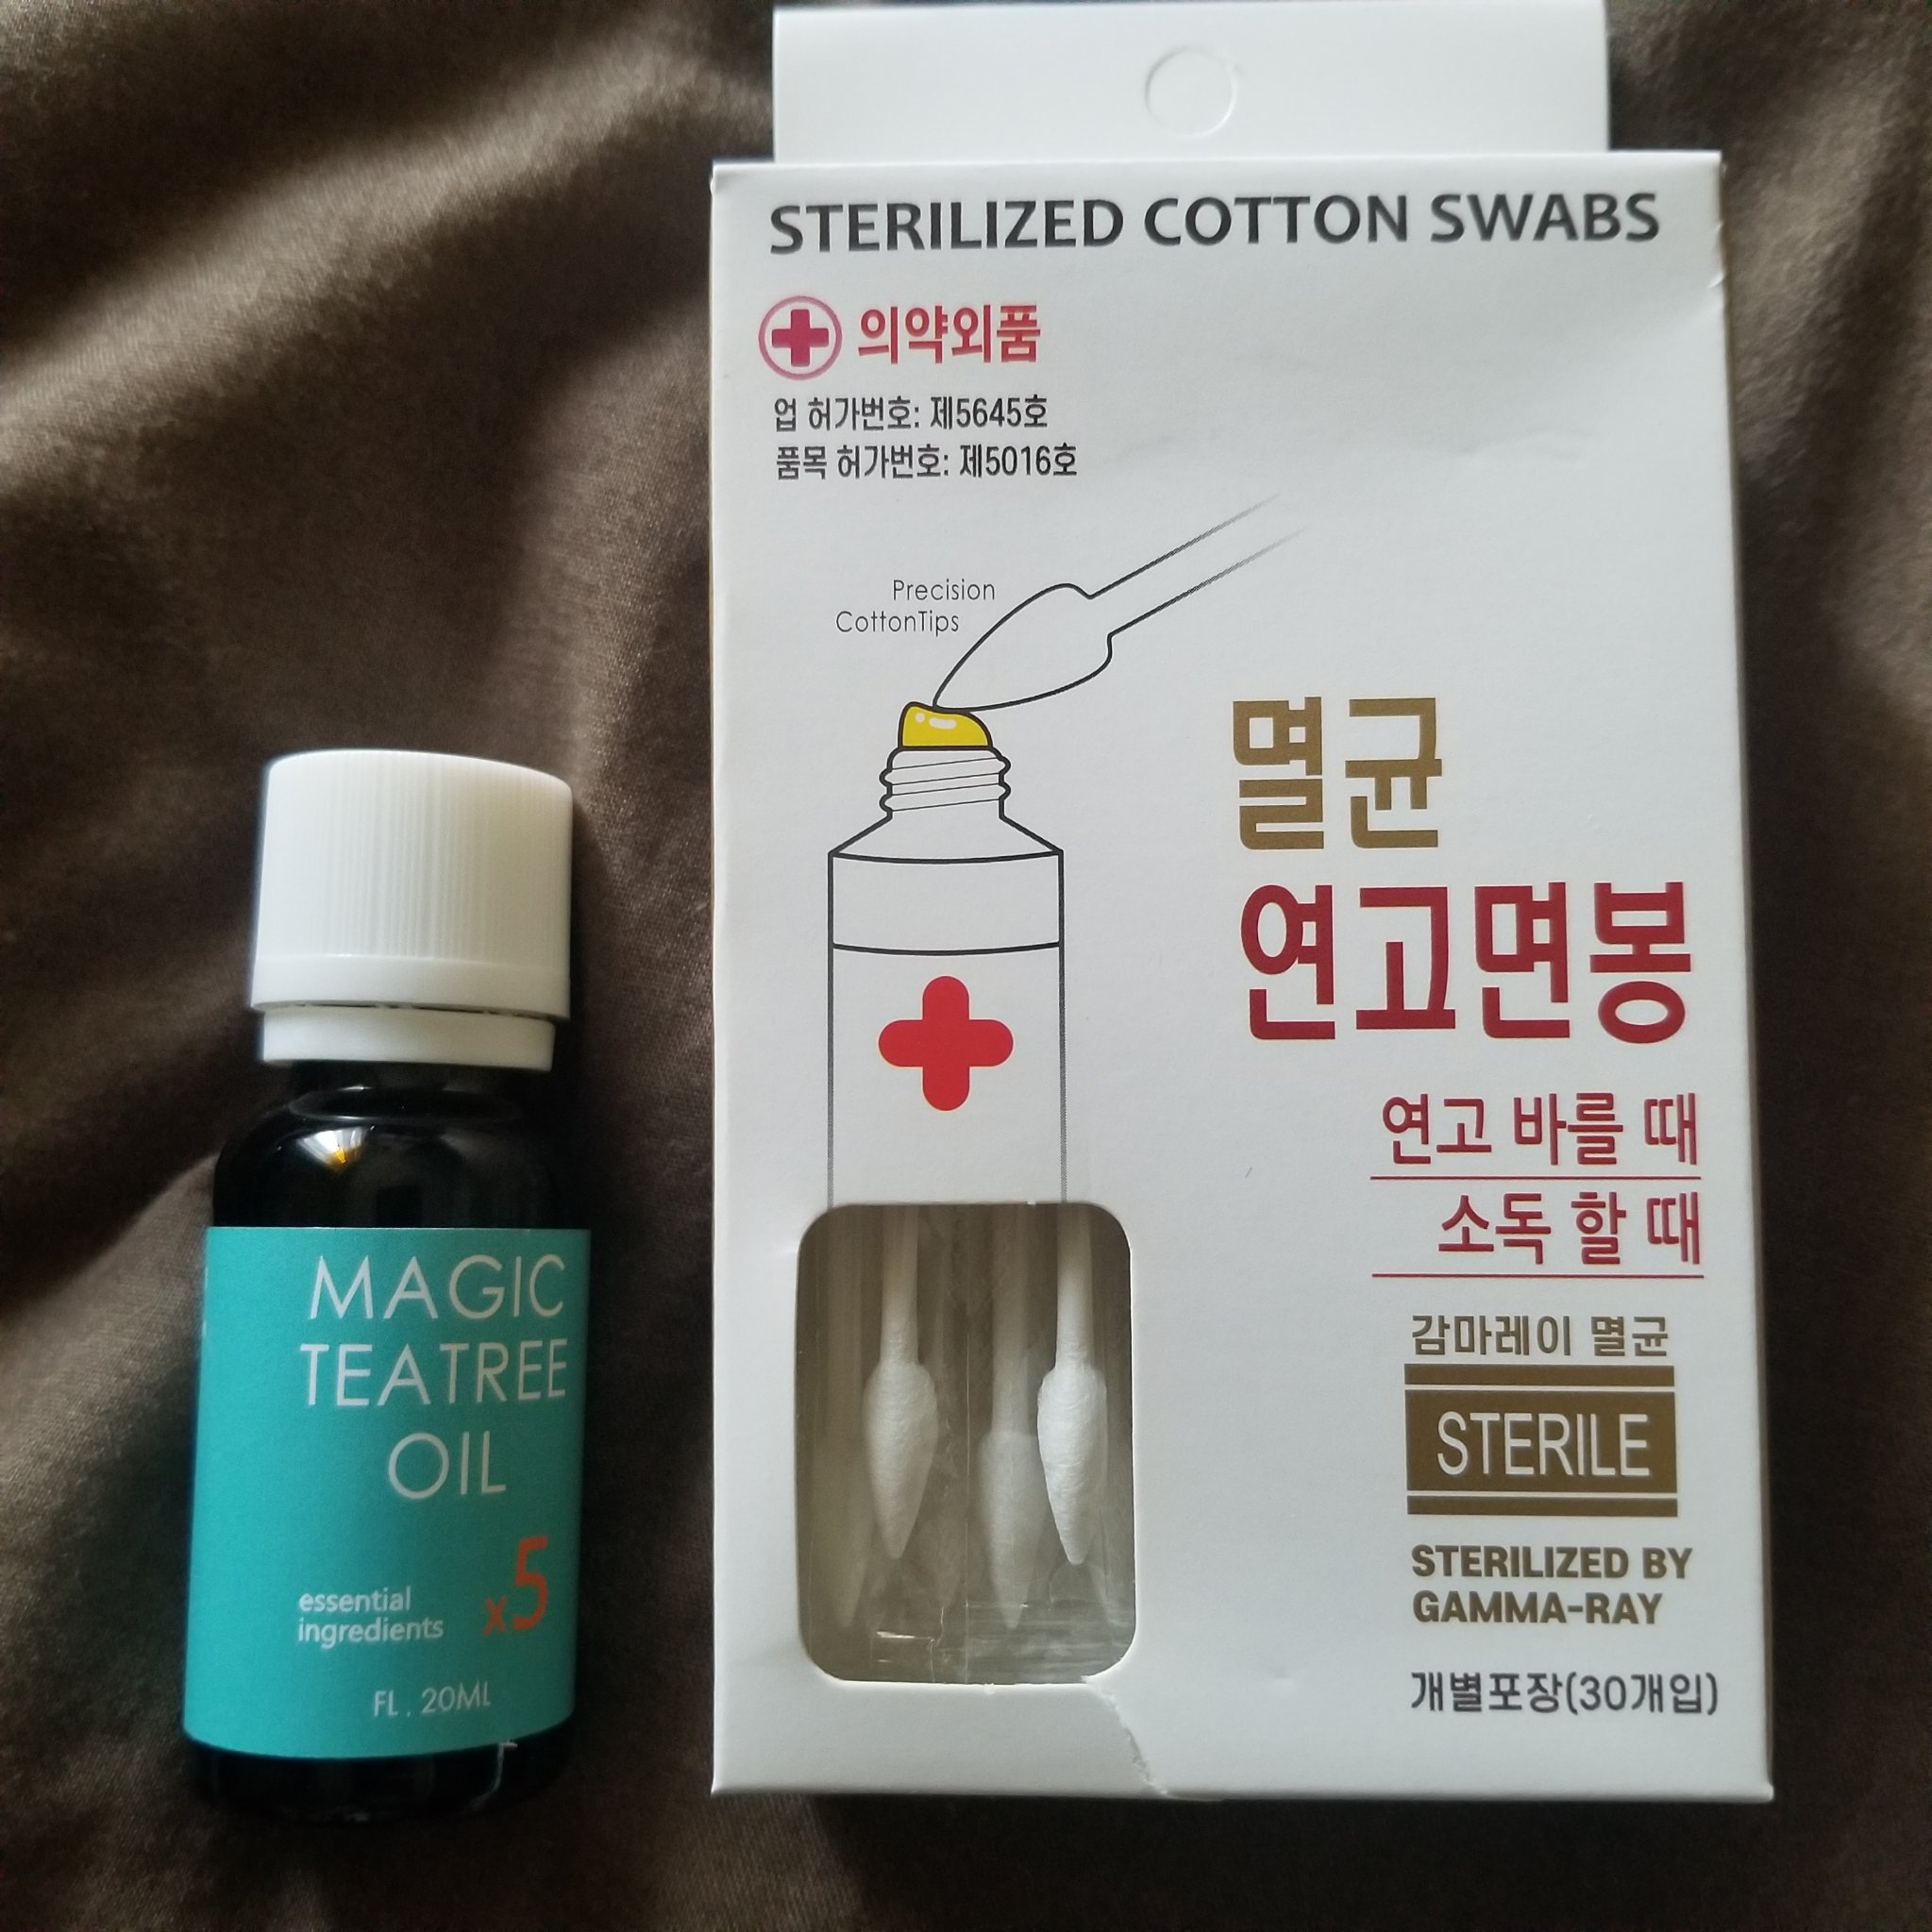 STERILIZED COTTON SWABS
의약외품
업 허가번호: 제5645호
품목 허가번호: 제5016호
Precision
CottonTips
멸균
연고면봉
연고 바를 때
소독 할 때
감마레이 멸균
STERILE
STERILIZED BY
GAMMA-RAY
개별포장(30개입)
MAGIC
TEATREE
OIL
essential
ingredients x5
FL . 20ML